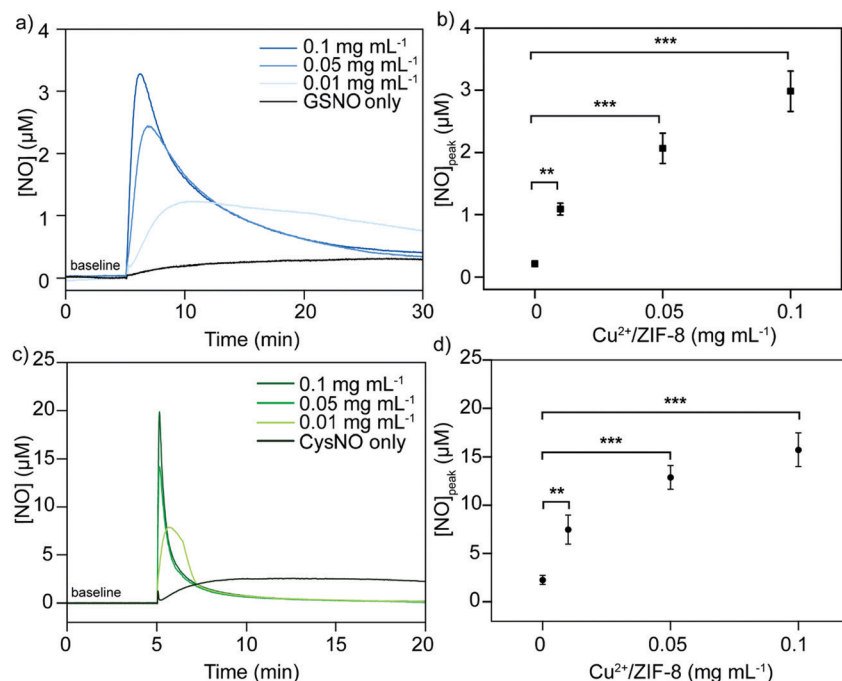 a)
0.1 mg mL⁻¹
0.05 mg mL⁻¹
0.01 mg mL⁻¹
GSNO only
[NO] (µM)
4
3
2
1
0
baseline
0 10 20 30
Time (min)
b)
[NO]peak (µM)
4
3
2
1
0
***
***
**
0 0.05 0.1
Cu²⁺/ZIF-8 (mg mL⁻¹)
c)
0.1 mg mL⁻¹
0.05 mg mL⁻¹
0.01 mg mL⁻¹
CysNO only
[NO] (µM)
25
20
15
10
5
0
baseline
0 5 10 15 20
Time (min)
d)
[NO]peak (µM)
25
20
15
10
5
0
***
***
**
0 0.05 0.1
Cu²⁺/ZIF-8 (mg mL⁻¹)